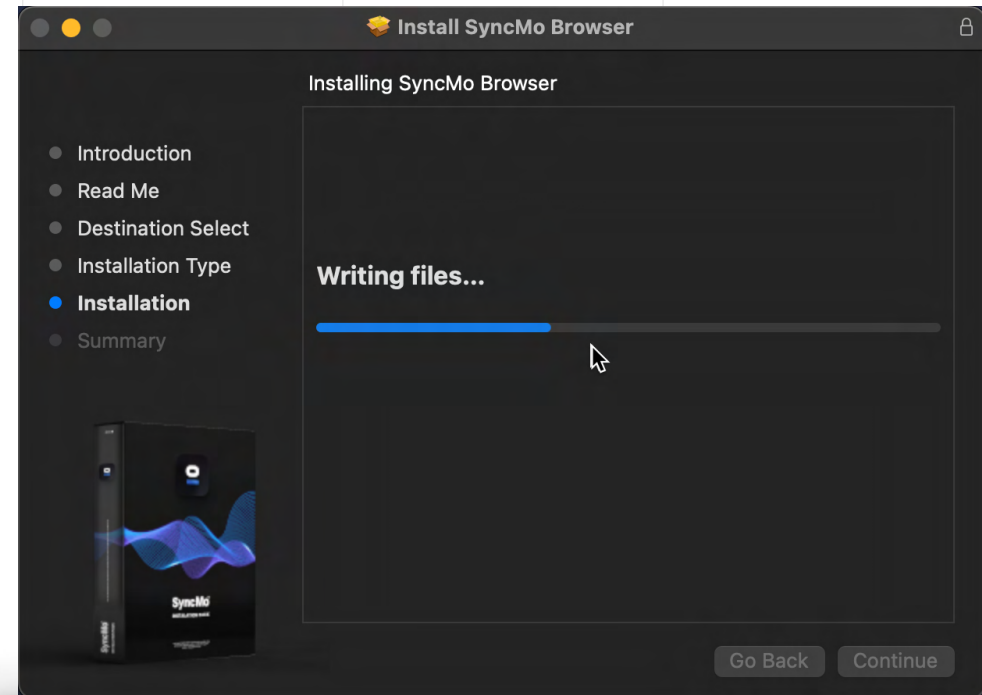 Install SyncMo Browser
Installing SyncMo Browser
Introduction
Read Me
Destination Select
Installation Type
Installation
Summary
Writing files...
SyncMo
SyncMo
Go Back
Continue